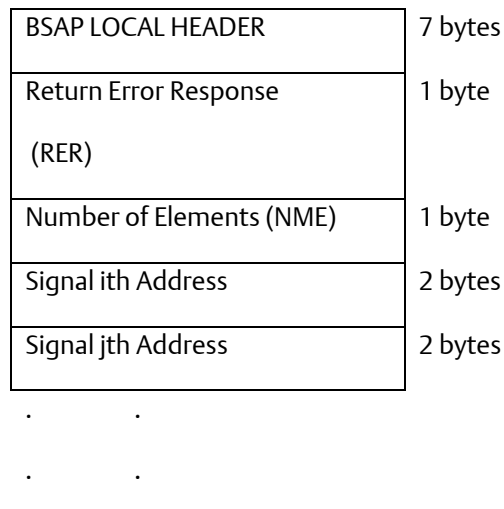 BSAP LOCAL HEADER 7 bytes
Return Error Response 1 byte
(RER)
Number of Elements (NME) 1 byte
Signal ith Address 2 bytes
Signal jth Address 2 bytes
. .
. .